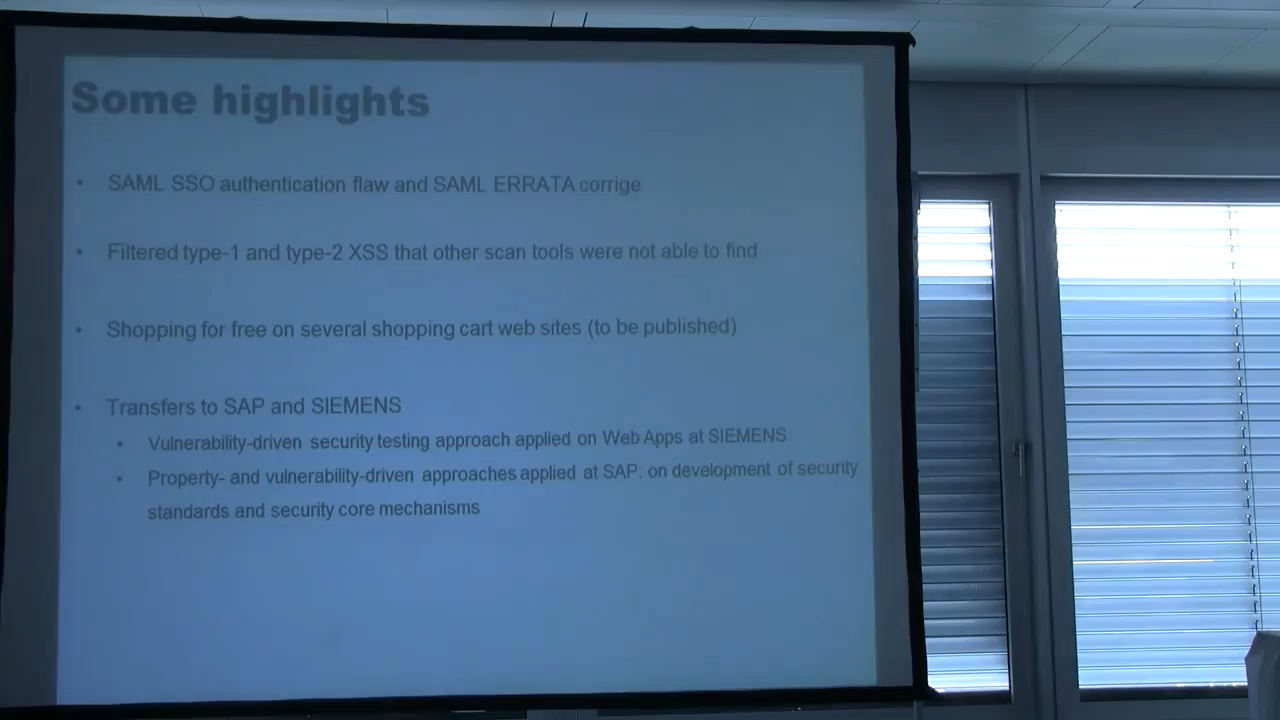 Some highlights
• SAML SSO authentication flaw and SAML ERRATA corrige
• Filtered type-1 and type-2 XSS that other scan tools were not able to find
• Shopping for free on several shopping cart web sites (to be published)
• Transfers to SAP and SIEMENS
• Vulnerability-driven security testing approach applied on Web Apps at SIEMENS
• Property- and vulnerability-driven approaches applied at SAP: on development of security
standards and security core mechanisms